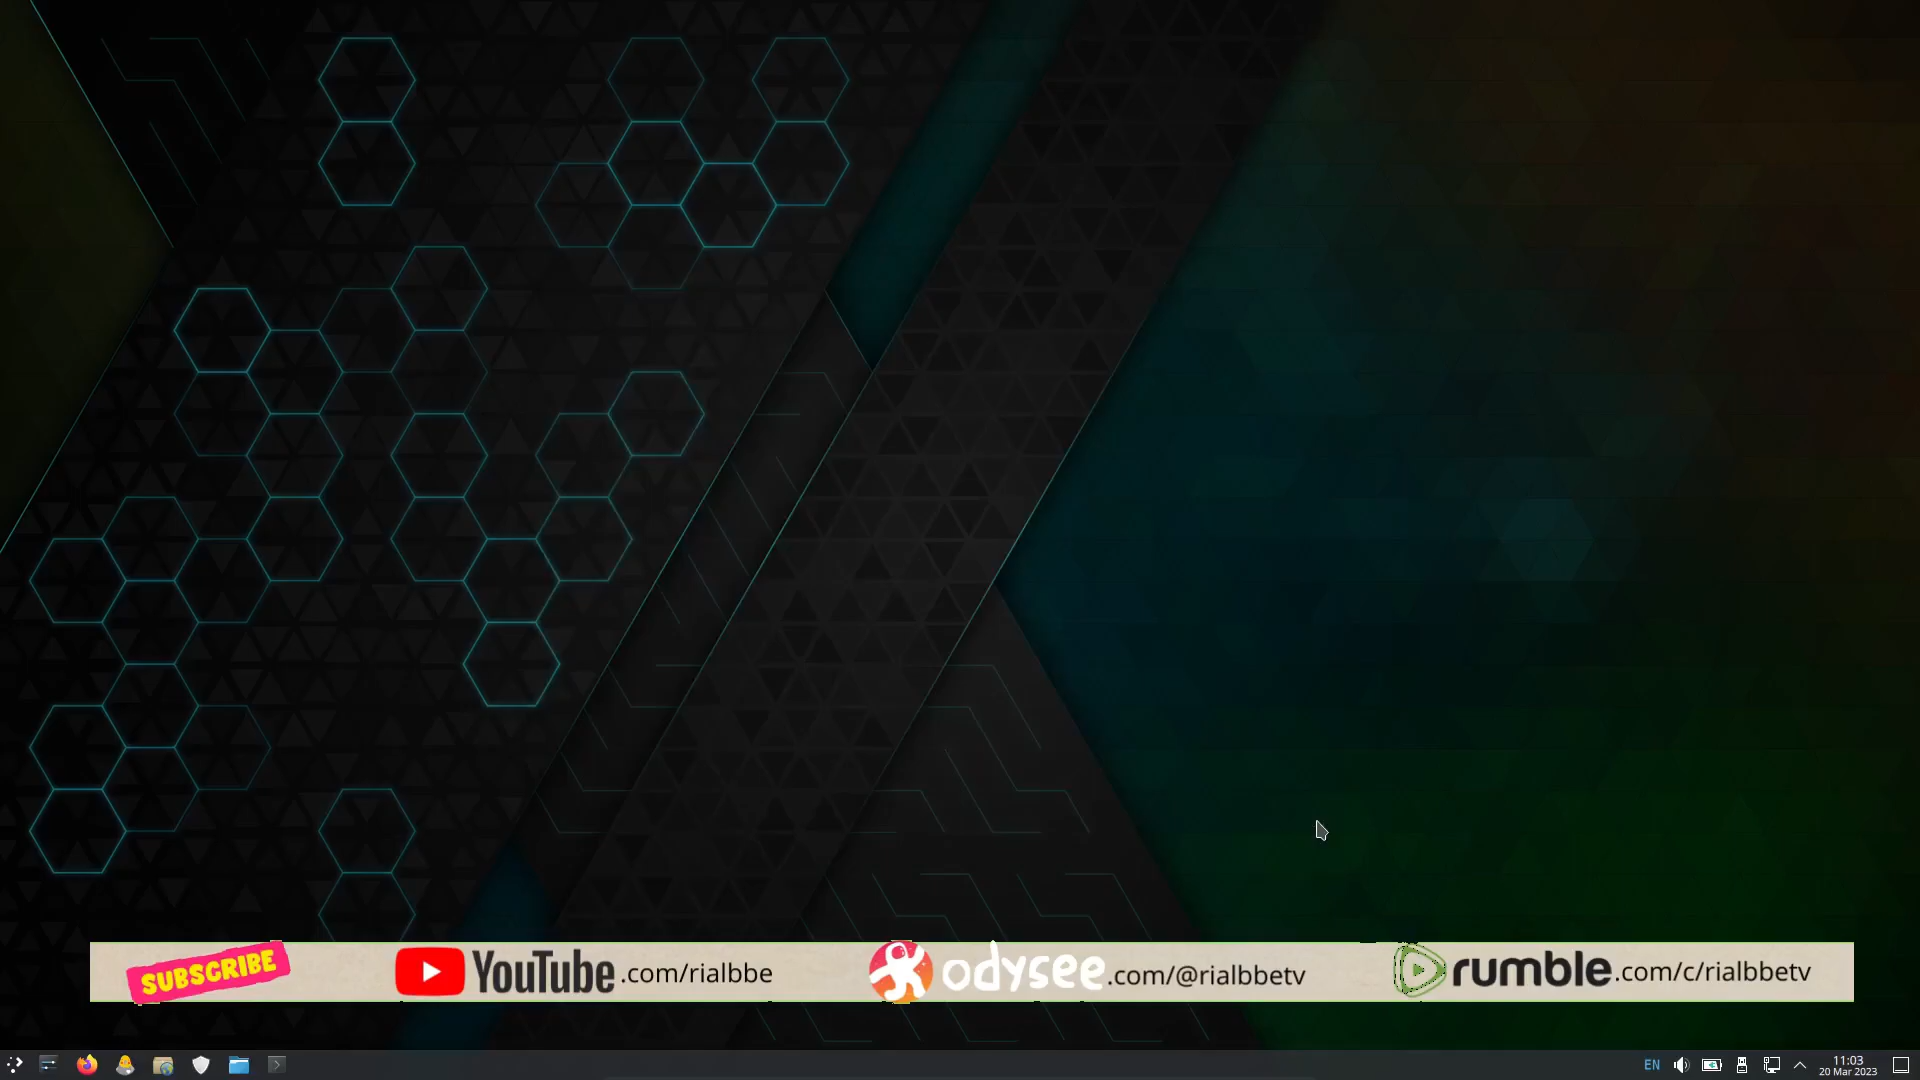 SUBSCRIBE
YouTube.com/rialbbe
odysee.com/@rialbbetv
rumble.com/c/rialbbetv
EN
11:03
20 Mar 2023